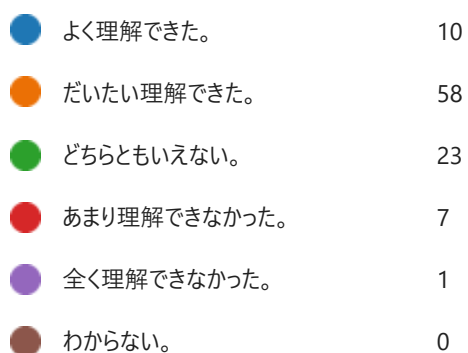 よく理解できた。 10
だいたい理解できた。 58
どちらともいえない。 23
あまり理解できなかった。 7
全く理解できなかった。 1
わからない。 0